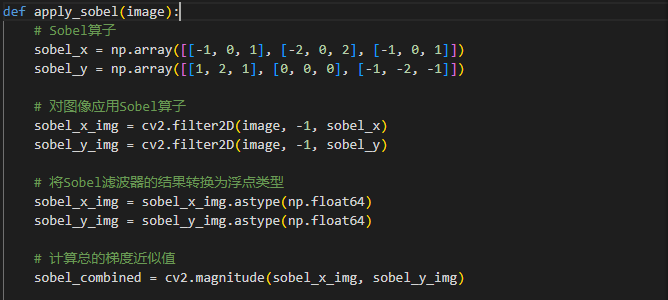 def apply_sobel(image):
# Sobel算子
sobel_x = np.array([[-1, 0, 1], [-2, 0, 2], [-1, 0, 1]])
sobel_y = np.array([[1, 2, 1], [0, 0, 0], [-1, -2, -1]])
# 对图像应用Sobel算子
sobel_x_img = cv2.filter2D(image, -1, sobel_x)
sobel_y_img = cv2.filter2D(image, -1, sobel_y)
# 将Sobel滤波器的结果转换为浮点类型
sobel_x_img = sobel_x_img.astype(np.float64)
sobel_y_img = sobel_y_img.astype(np.float64)
# 计算总的梯度近似值
sobel_combined = cv2.magnitude(sobel_x_img, sobel_y_img)